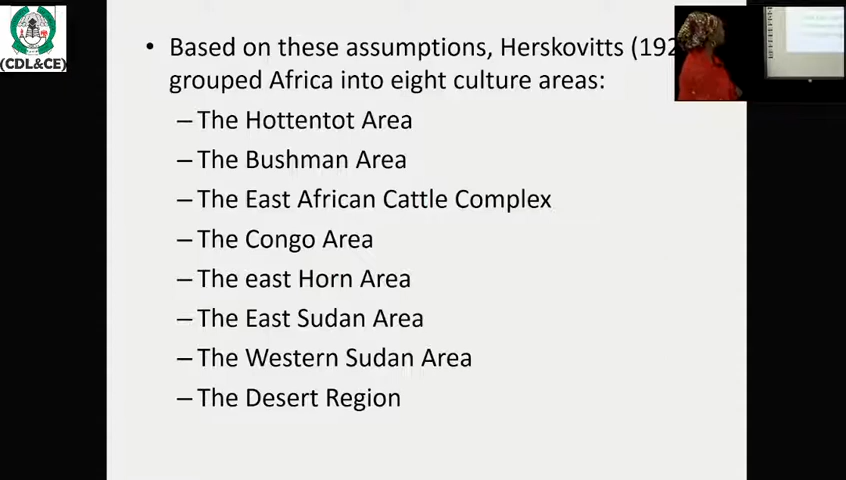 (CDL&CE)
• Based on these assumptions, Herskovitts (192
grouped Africa into eight culture areas:
– The Hottentot Area
– The Bushman Area
– The East African Cattle Complex
– The Congo Area
– The east Horn Area
– The East Sudan Area
– The Western Sudan Area
– The Desert Region